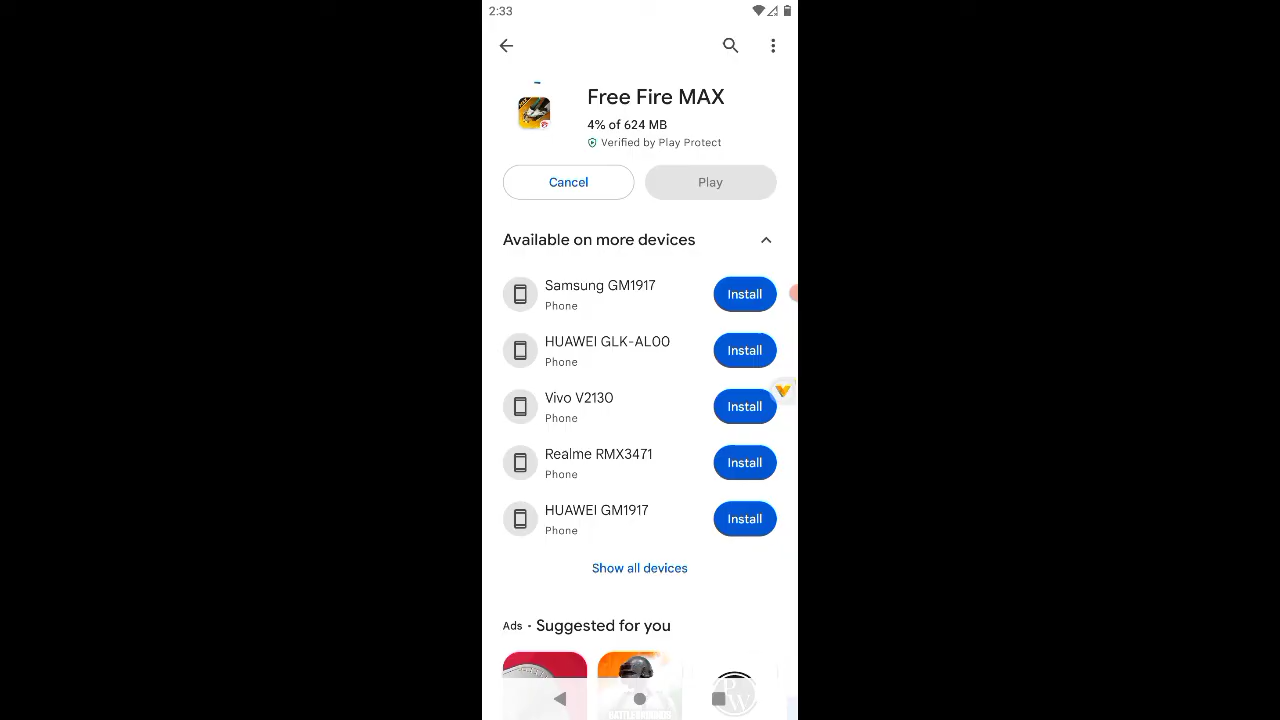 2:33
Free Fire MAX
4% of 624 MB
Verified by Play Protect
Cancel
Play
Available on more devices
Samsung GM1917
Phone
Install
HUAWEI GLK-AL00
Phone
Install
Vivo V2130
Phone
Install
Realme RMX3471
Phone
Install
HUAWEI GM1917
Phone
Install
Show all devices
Ads • Suggested for you
BATTLEGROUNDS
PW